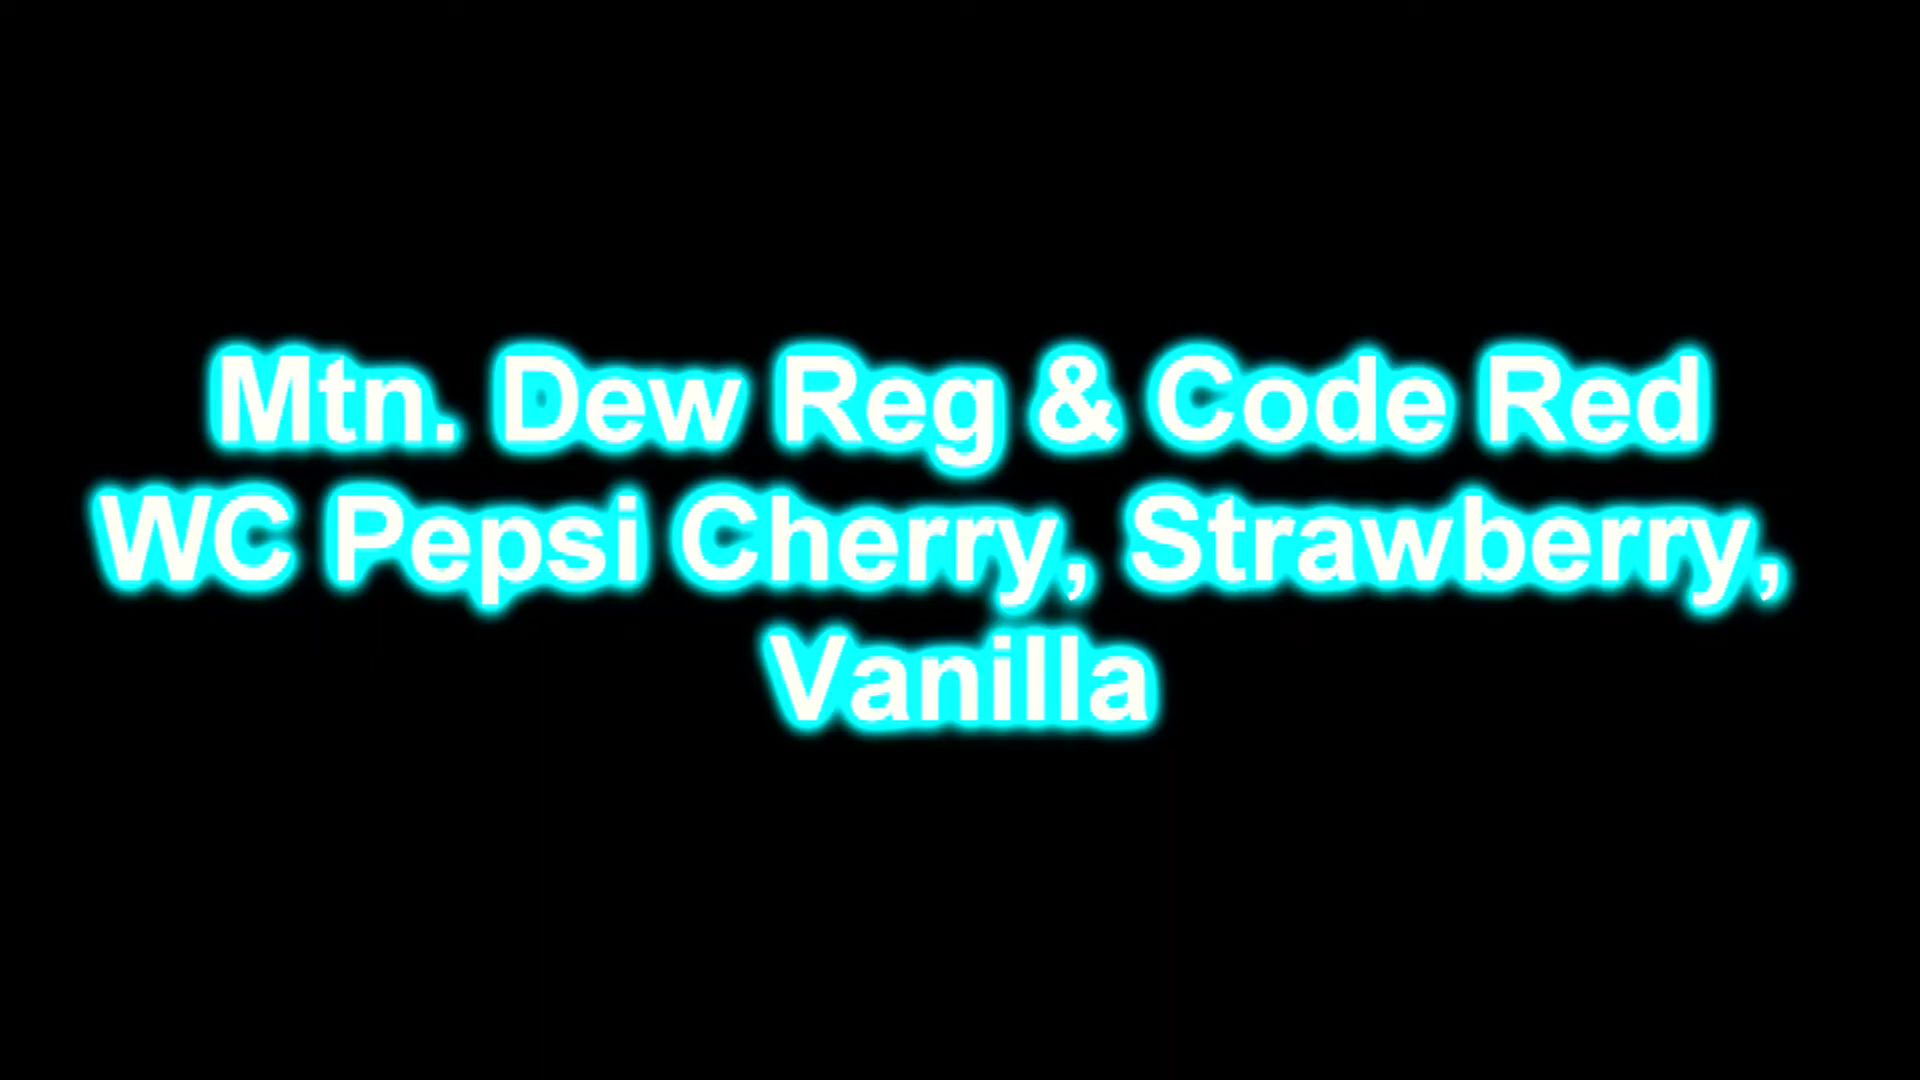 Mtn. Dew Reg & Code Red
WC Pepsi Cherry, Strawberry,
Vanilla